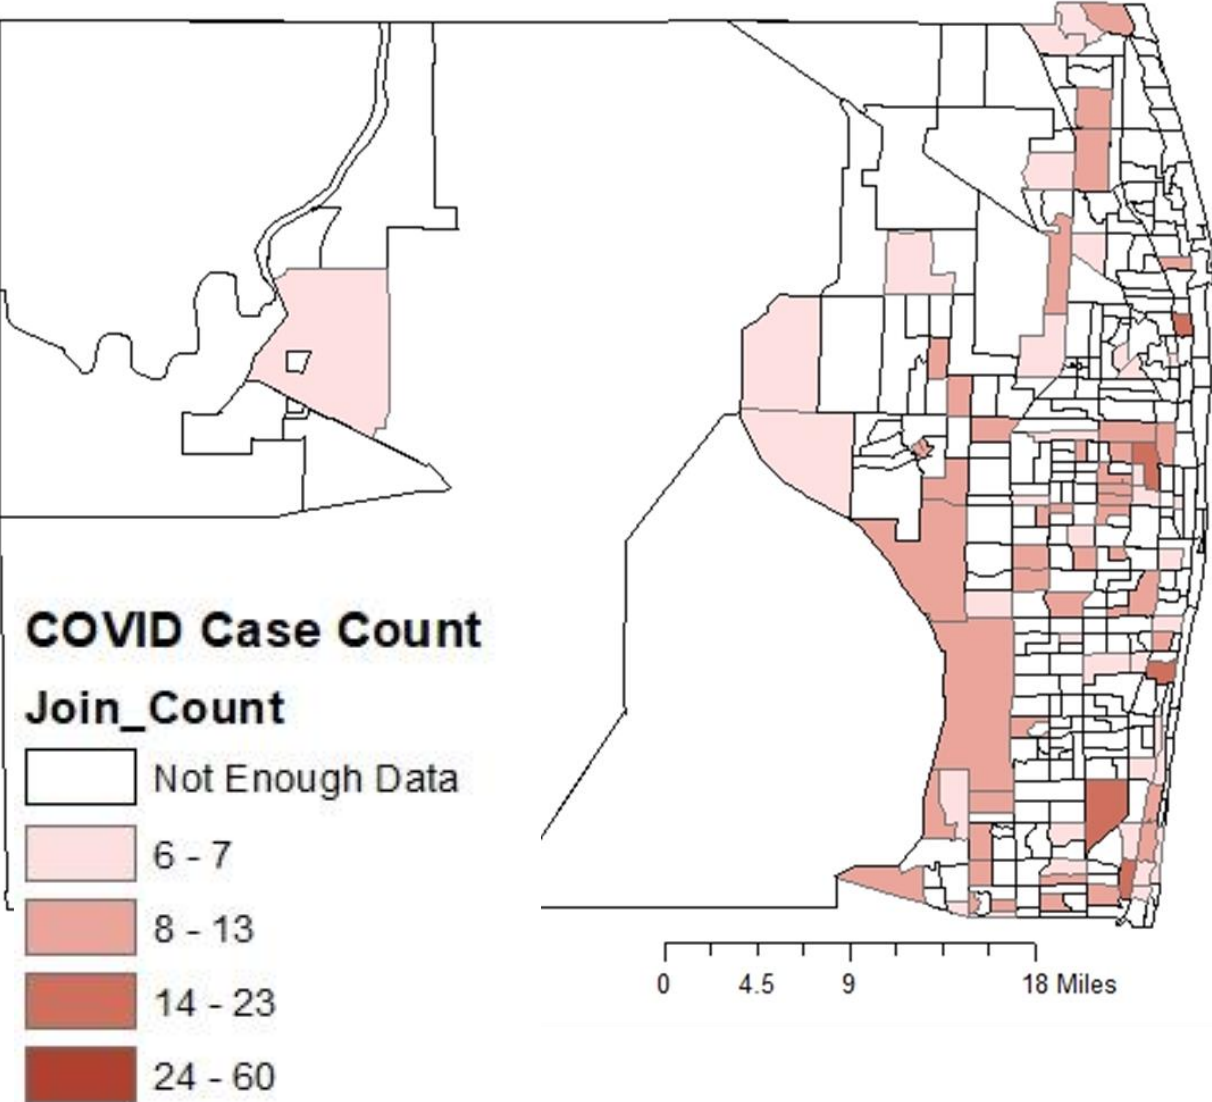 COVID Case Count
Join_Count
Not Enough Data
6 - 7
8 - 13
14 - 23
24 - 60
0 4.5 9 18 Miles